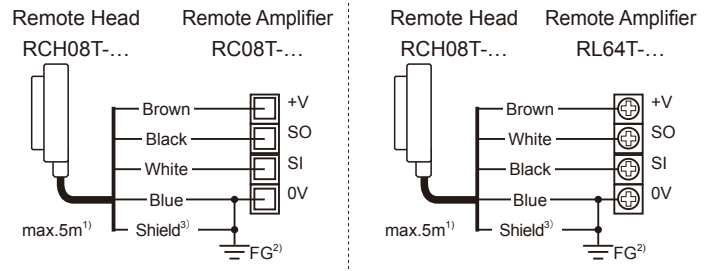 Remote Head Remote Amplifier
RCH08T-… RC08T-…
Brown +V
Black SO
White SI
Blue 0V
max.5m1) Shield3)
FG2)
Remote Head Remote Amplifier
RCH08T-… RL64T-…
Brown +V
White SO
Black SI
Blue 0V
max.5m1) Shield3)
FG2)